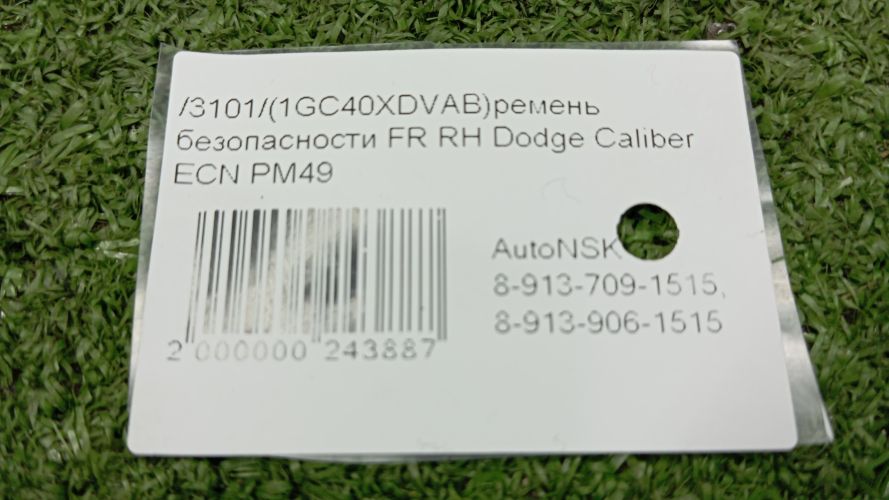 /3101/(1GC40XDVAB)ремень
безопасности FR RH Dodge Caliber
ECN PM49
AutoNSK
8-913-709-1515,
8-913-906-1515
2 000000 243887